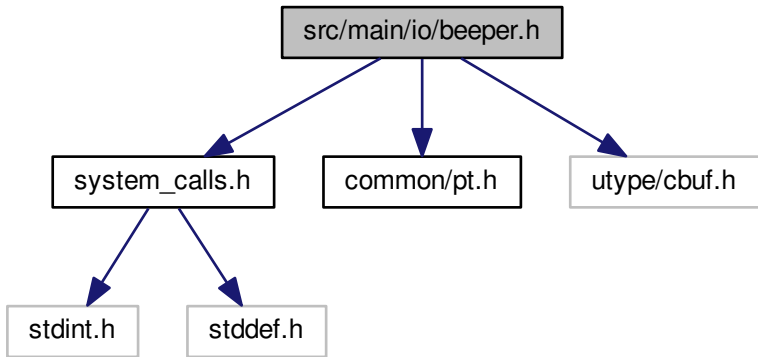 src/main/io/beeper.h
system_calls.h
common/pt.h
utype/cbuf.h
stdint.h
stddef.h